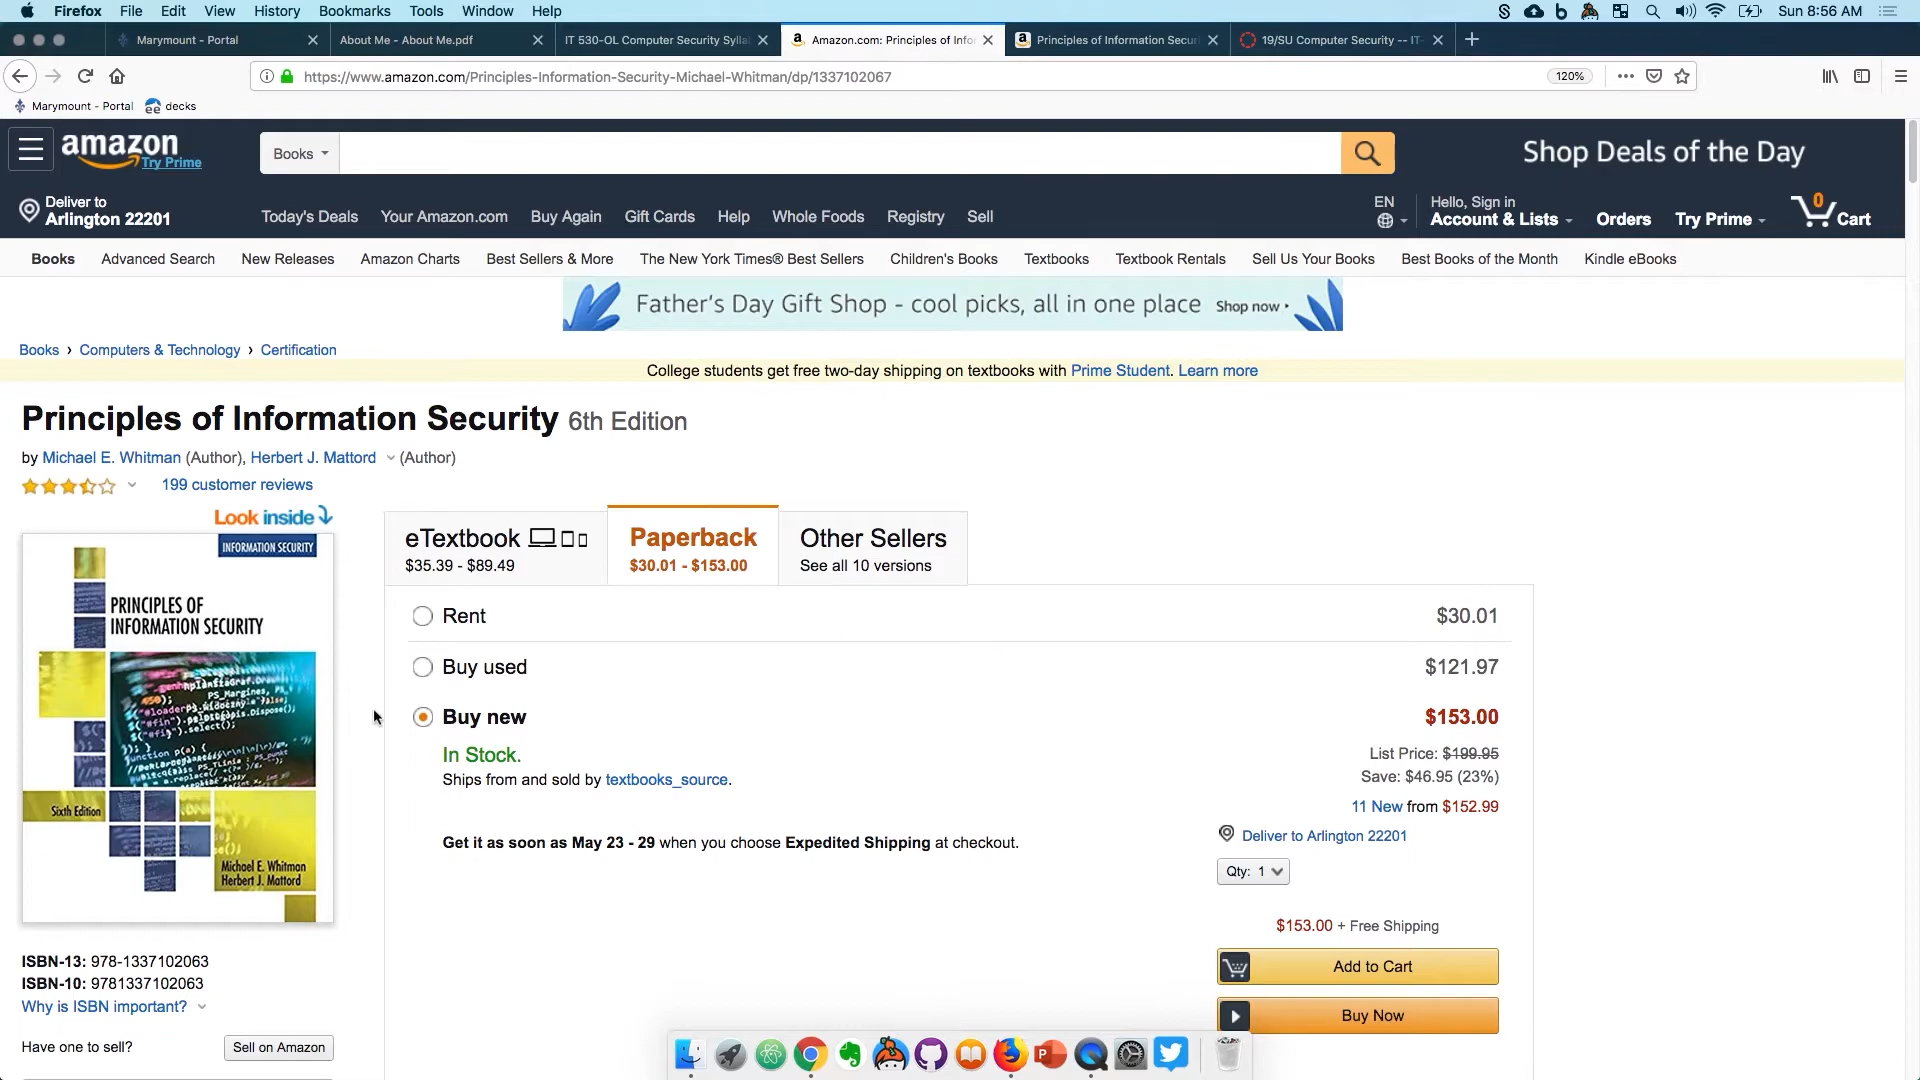 Firefox File Edit View History Bookmarks Tools Window Help Sun 8:56 AM
Marymount - Portal About Me - About Me.pdf IT 530-OL Computer Security Sylla Amazon.com: Principles of Info Principles of Information Secur 19/SU Computer Security -- IT-
https://www.amazon.com/Principles-Information-Security-Michael-Whitman/dp/1337102067 120%
Marymount - Portal decks
amazon
Try Prime
Books
Shop Deals of the Day
Deliver to
Arlington 22201
Today's Deals Your Amazon.com Buy Again Gift Cards Help Whole Foods Registry Sell
EN
Hello, Sign in
Account & Lists Orders Try Prime 0 Cart
Books Advanced Search New Releases Amazon Charts Best Sellers & More The New York Times® Best Sellers Children's Books Textbooks Textbook Rentals Sell Us Your Books Best Books of the Month Kindle eBooks
Father's Day Gift Shop - cool picks, all in one place Shop now
Books › Computers & Technology › Certification
College students get free two-day shipping on textbooks with Prime Student. Learn more
Principles of Information Security 6th Edition
by Michael E. Whitman (Author), Herbert J. Mattord (Author)
199 customer reviews
Look inside
INFORMATION SECURITY
PRINCIPLES OF
INFORMATION SECURITY
Sixth Edition
Michael E. Whitman
Herbert J. Mattord
ISBN-13: 978-1337102063
ISBN-10: 9781337102063
Why is ISBN important?
Have one to sell? Sell on Amazon
eTextbook
$35.39 - $89.49
Paperback
$30.01 - $153.00
Other Sellers
See all 10 versions
Rent $30.01
Buy used $121.97
Buy new $153.00
In Stock.
Ships from and sold by textbooks_source.
List Price: $199.95
Save: $46.95 (23%)
11 New from $152.99
Get it as soon as May 23 - 29 when you choose Expedited Shipping at checkout.
Deliver to Arlington 22201
Qty: 1
$153.00 + Free Shipping
Add to Cart
Buy Now